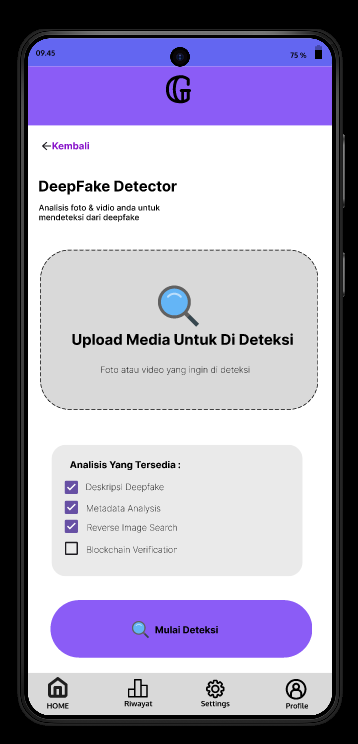 09.45
75 %
G
←Kembali
DeepFake Detector
Analisis foto & vidio anda untuk
mendeteksi dari deepfake
Upload Media Untuk Di Deteksi
Foto atau video yang ingin di deteksi
Analisis Yang Tersedia :
Deskripsi Deepfake
Metadata Analysis
Reverse Image Search
Blockchain Verification
Mulai Deteksi
HOME
Riwayat
Settings
Profile